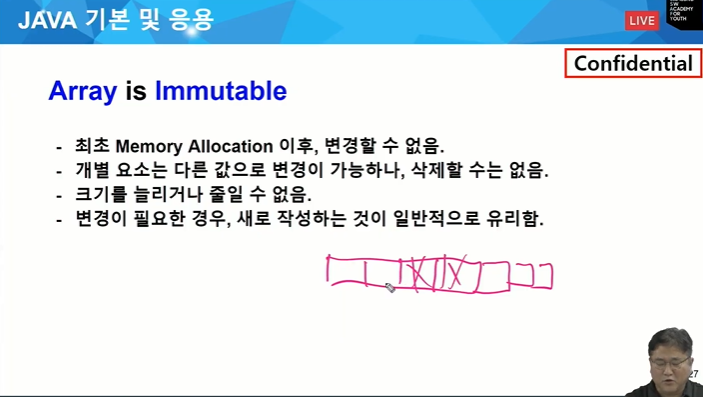 JAVA 기본 및 응용
LIVE
SW
ACADEMY
FOR
YOUTH
Confidential
Array is Immutable
- 최초 Memory Allocation 이후, 변경할 수 없음.
- 개별 요소는 다른 값으로 변경이 가능하나, 삭제할 수는 없음.
- 크기를 늘리거나 줄일 수 없음.
- 변경이 필요한 경우, 새로 작성하는 것이 일반적으로 유리함.
27